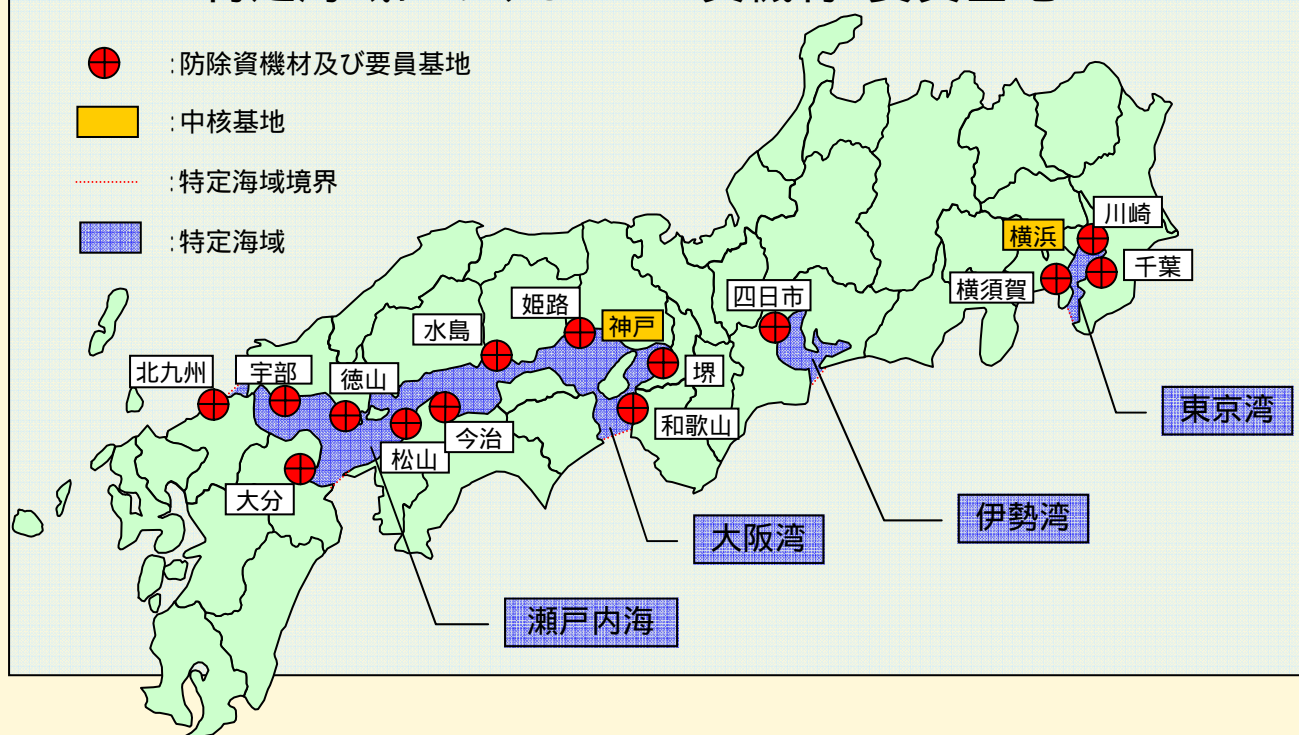 :防除資機材及び要員基地
:中核基地
:特定海域境界
:特定海域
川崎
横浜
千葉
横須賀
四日市
姫路
神戸
水島
堺
北九州
宇部
徳山
和歌山
今治
松山
大分
東京湾
伊勢湾
大阪湾
瀬戸内海